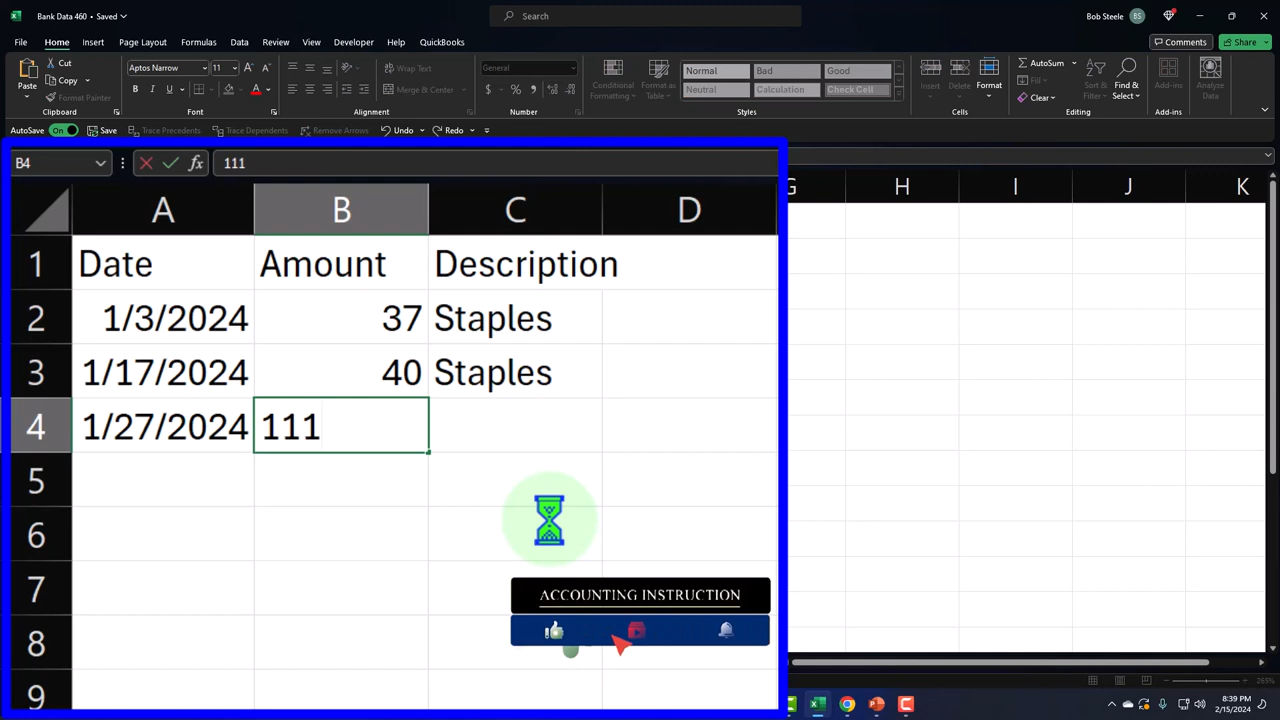 Bank Data 460 • Saved
Search
Bob Steele BS
File Home Insert Page Layout Formulas Data Review View Developer Help QuickBooks
Comments Share
Paste
Cut
Copy
Format Painter
Aptos Narrow 11
B I U
Wrap Text
Merge & Center
General
Conditional Formatting
Format as Table
Normal Bad Good
Neutral Calculation Check Cell
Insert Delete Format
AutoSum
Fill
Clear
Sort & Filter
Find & Select
Add-ins
Analyze Data
Clipboard Font Alignment Number Styles Cells Editing Add-ins
AutoSave On Save Trace Precedents Trace Dependents Remove Arrows Undo Redo
B4 fx 111
A B C D G H I J K
1 Date Amount Description
2 1/3/2024 37 Staples
3 1/17/2024 40 Staples
4 1/27/2024 111
5
6
7
8
9
ACCOUNTING INSTRUCTION
265%
8:39 PM
2/15/2024